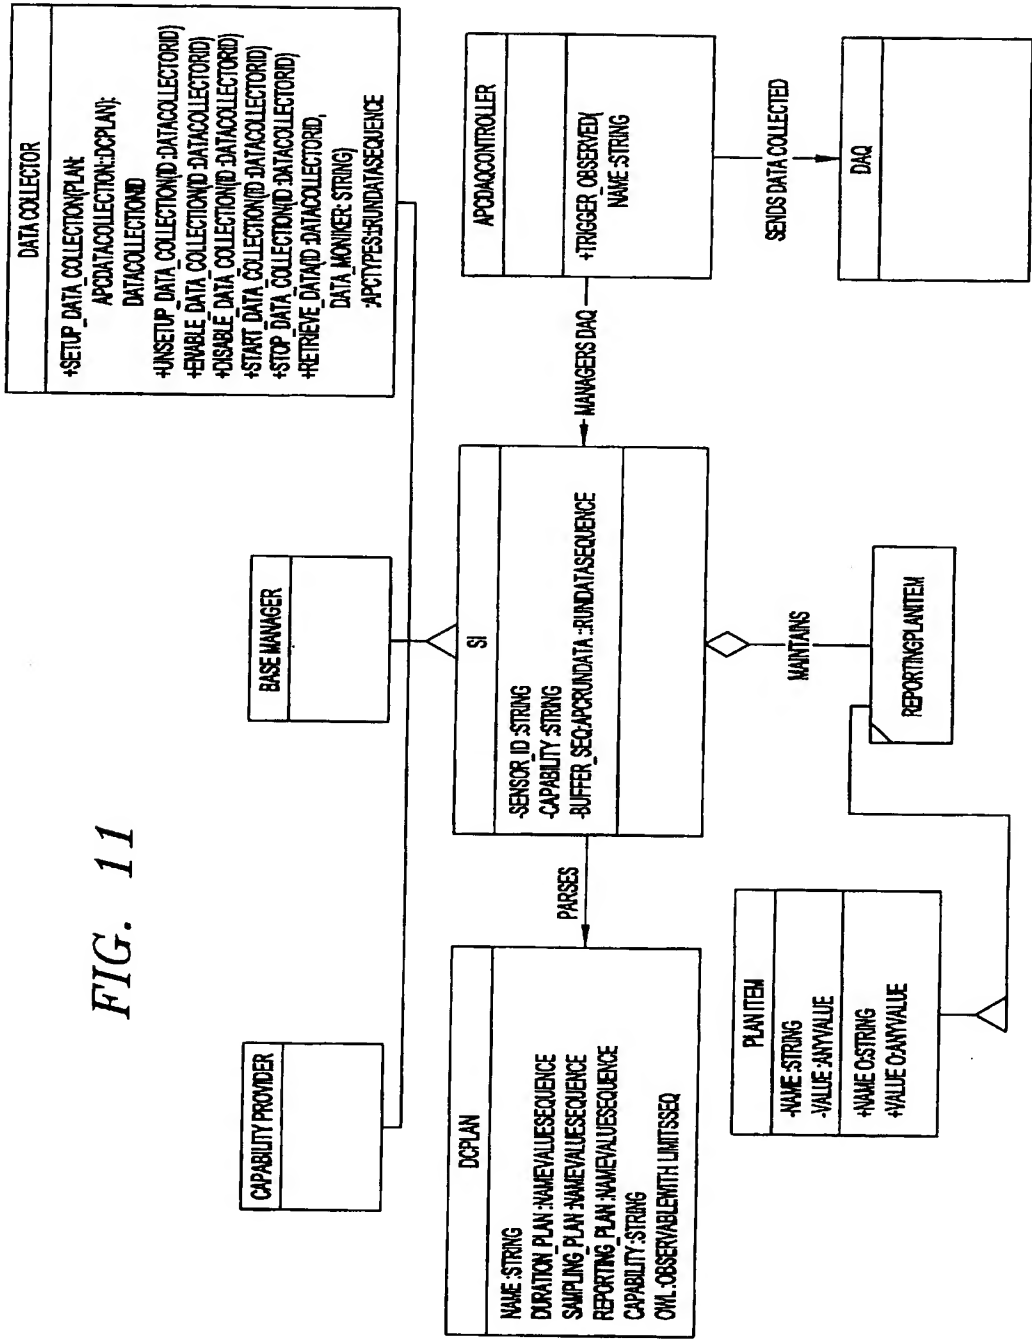 FIG. 11
CAPABILITY PROVIDER
BASE MANAGER
DATA COLLECTOR
+SETUP_DATA_COLLECTION(PLAN:
APCDATACOLLECTION::DCPLAN);
DATACOLLECTIONID
+UNSETUP_DATA_COLLECTION(ID :DATACOLLECTORID)
+ENABLE_DATA_COLLECTION(ID :DATACOLLECTORID)
+DISABLE_DATA_COLLECTION(ID :DATACOLLECTORID)
+START_DATA_COLLECTION(ID :DATACOLLECTORID)
+STOP_DATA_COLLECTION(ID :DATACOLLECTORID)
+RETRIEVE_DATA(ID :DATACOLLECTORID,
DATA_MONIKER: STRING)
:APCTYPES::RUNDATASEQUENCE
DCPLAN
NAME :STRING
DURATION_PLAN :NAMEVALUESEQUENCE
SAMPLING_PLAN :NAMEVALUESEQUENCE
REPORTING_PLAN :NAMEVALUESEQUENCE
CAPABILITY :STRING
OWL :OBSERVABLEWITH LIMITSSEQ
PARSES
SI
-SENSOR_ID :STRING
-CAPABILITY :STRING
-BUFFER_SEQ:APCRUNDATA ::RUNDATASEQUENCE
MANAGERS DAQ
APCDAQCONTROLLER
+TRIGGER_OBSERVED(
NAME :STRING
SENDS DATA COLLECTED
DAQ
MAINTAINS
REPORTINGPLANITEM
PLAN ITEM
-NAME :STRING
-VALUE :ANYVALUE
+NAME O:STRING
+VALUE O:ANYVALUE